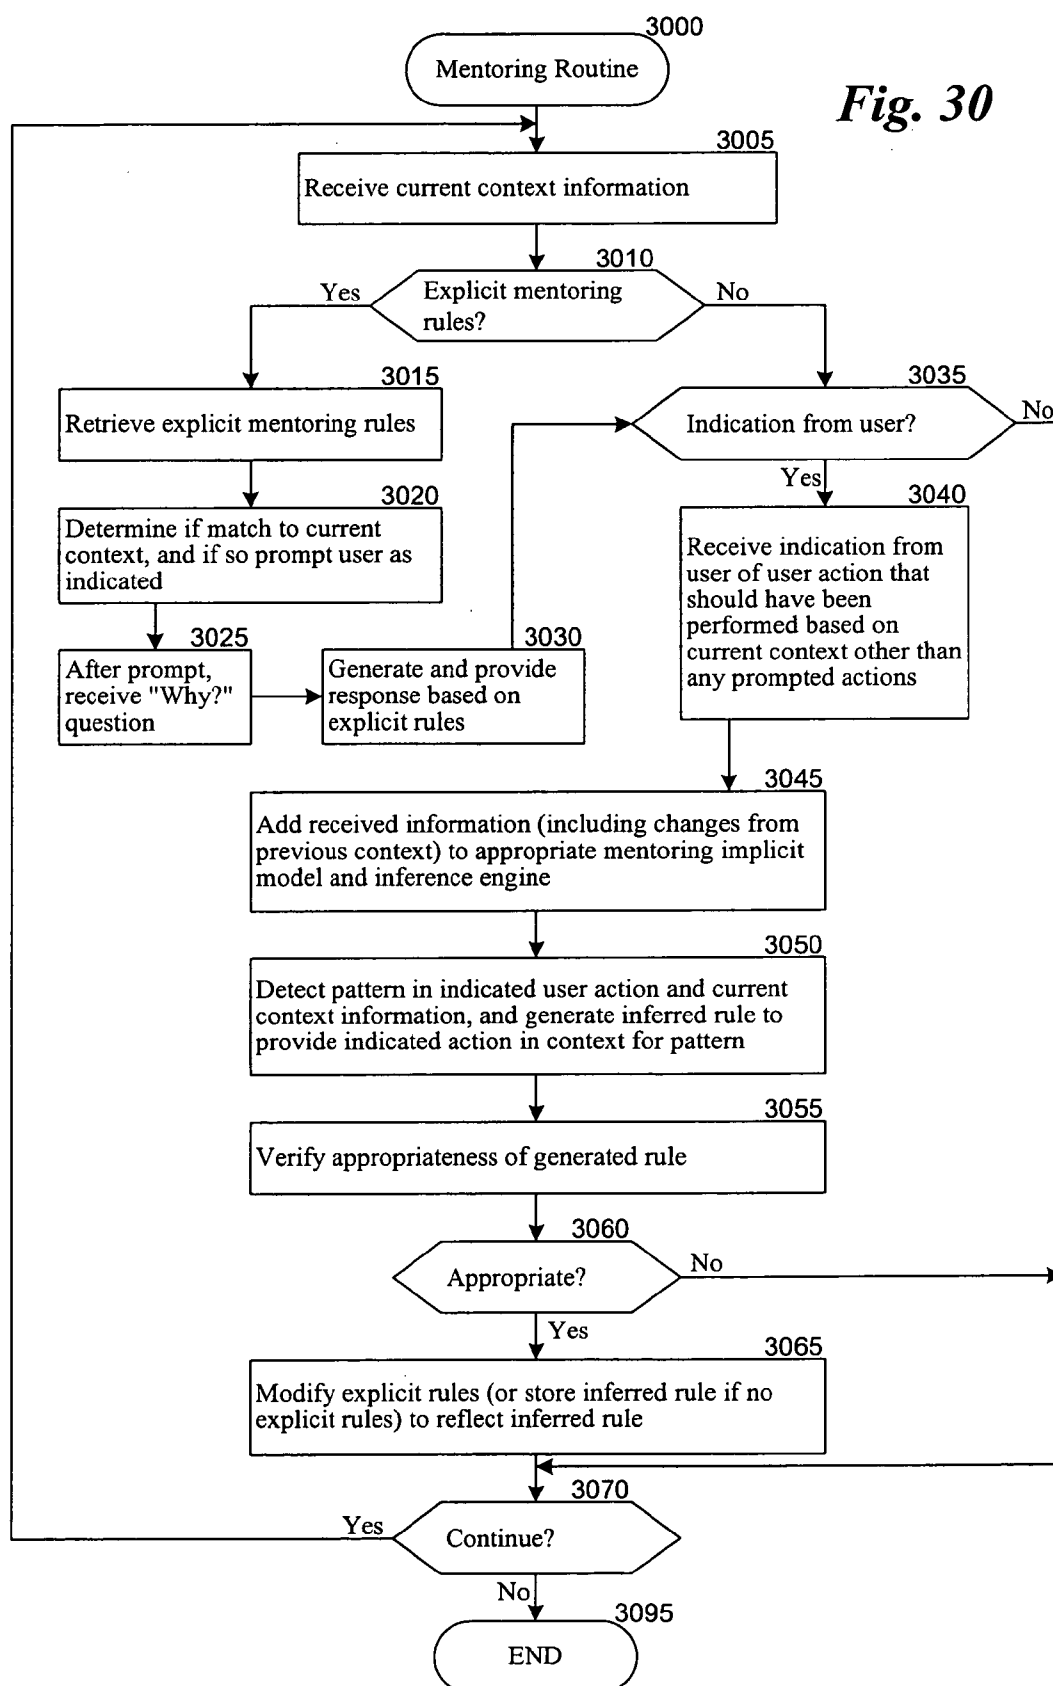 3000
Mentoring Routine
Fig. 30
3005
Receive current context information
3010
Yes
Explicit mentoring
rules?
No
3015
Retrieve explicit mentoring rules
3035
Indication from user?
No
Yes
3020
Determine if match to current
context, and if so prompt user as
indicated
3040
Receive indication from
user of user action that
should have been
performed based on
current context other than
any prompted actions
3025
After prompt,
receive "Why?"
question
3030
Generate and provide
response based on
explicit rules
3045
Add received information (including changes from
previous context) to appropriate mentoring implicit
model and inference engine
3050
Detect pattern in indicated user action and current
context information, and generate inferred rule to
provide indicated action in context for pattern
3055
Verify appropriateness of generated rule
3060
Appropriate?
No
Yes
3065
Modify explicit rules (or store inferred rule if no
explicit rules) to reflect inferred rule
3070
Yes
Continue?
No
3095
END